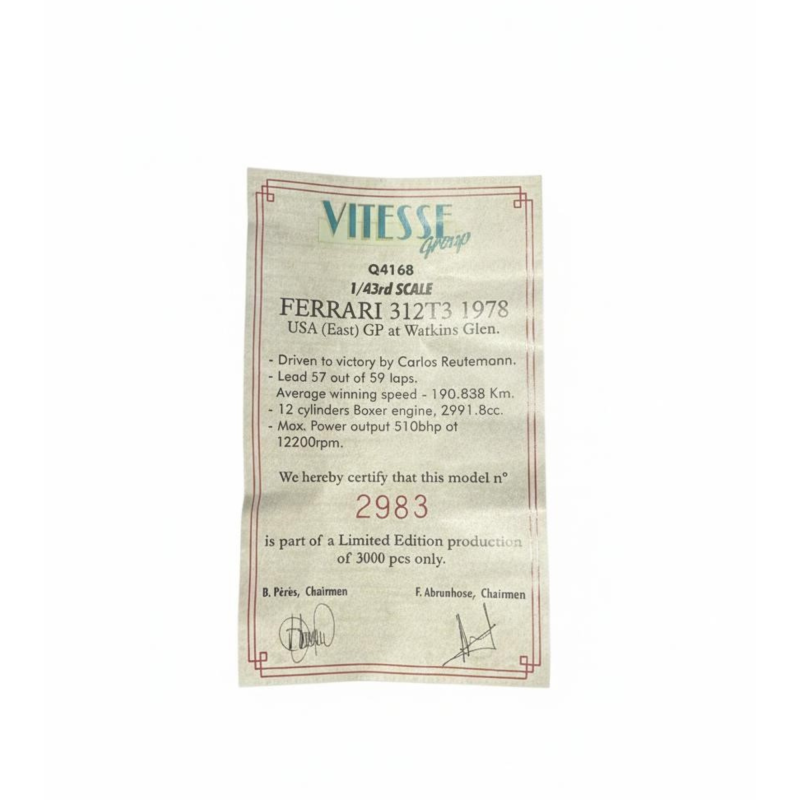 VITESSE
group
Q4168
1/43rd SCALE
FERRARI 312T3 1978
USA (East) GP at Watkins Glen.
- Driven to victory by Carlos Reutemann.
- Lead 57 out of 59 laps.
Average winning speed - 190.838 Km.
- 12 cylinders Boxer engine, 2991.8cc.
- Max. Power output 510bhp at
12200rpm.
We hereby certify that this model nº
2983
is part of a Limited Edition production
of 3000 pcs only.
B. Pèrès, Chairmen F. Abrunhose, Chairmen